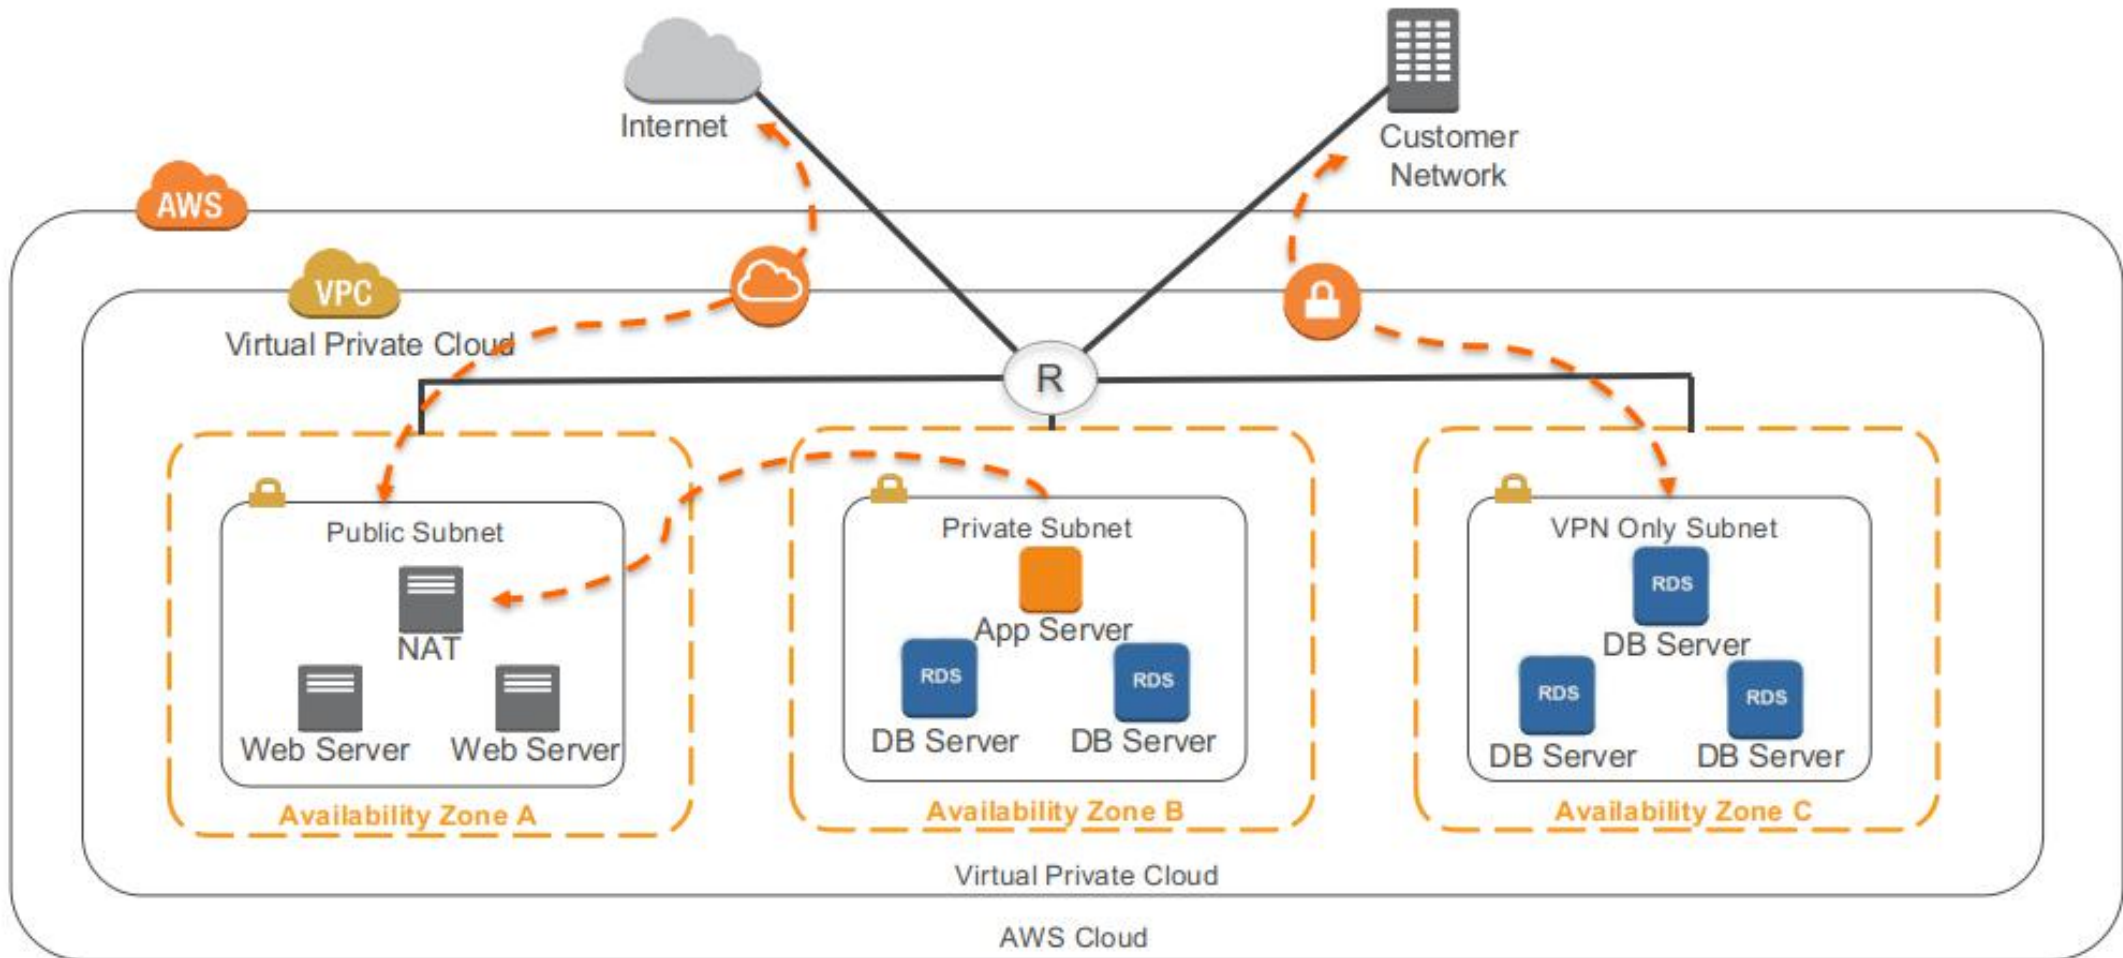 Internet
Customer
Network
AWS
VPC
Virtual Private Cloud
R
Public Subnet
NAT
Web Server
Web Server
Availability Zone A
Private Subnet
App Server
RDS
DB Server
RDS
DB Server
Availability Zone B
VPN Only Subnet
RDS
DB Server
RDS
DB Server
RDS
DB Server
Availability Zone C
Virtual Private Cloud
AWS Cloud